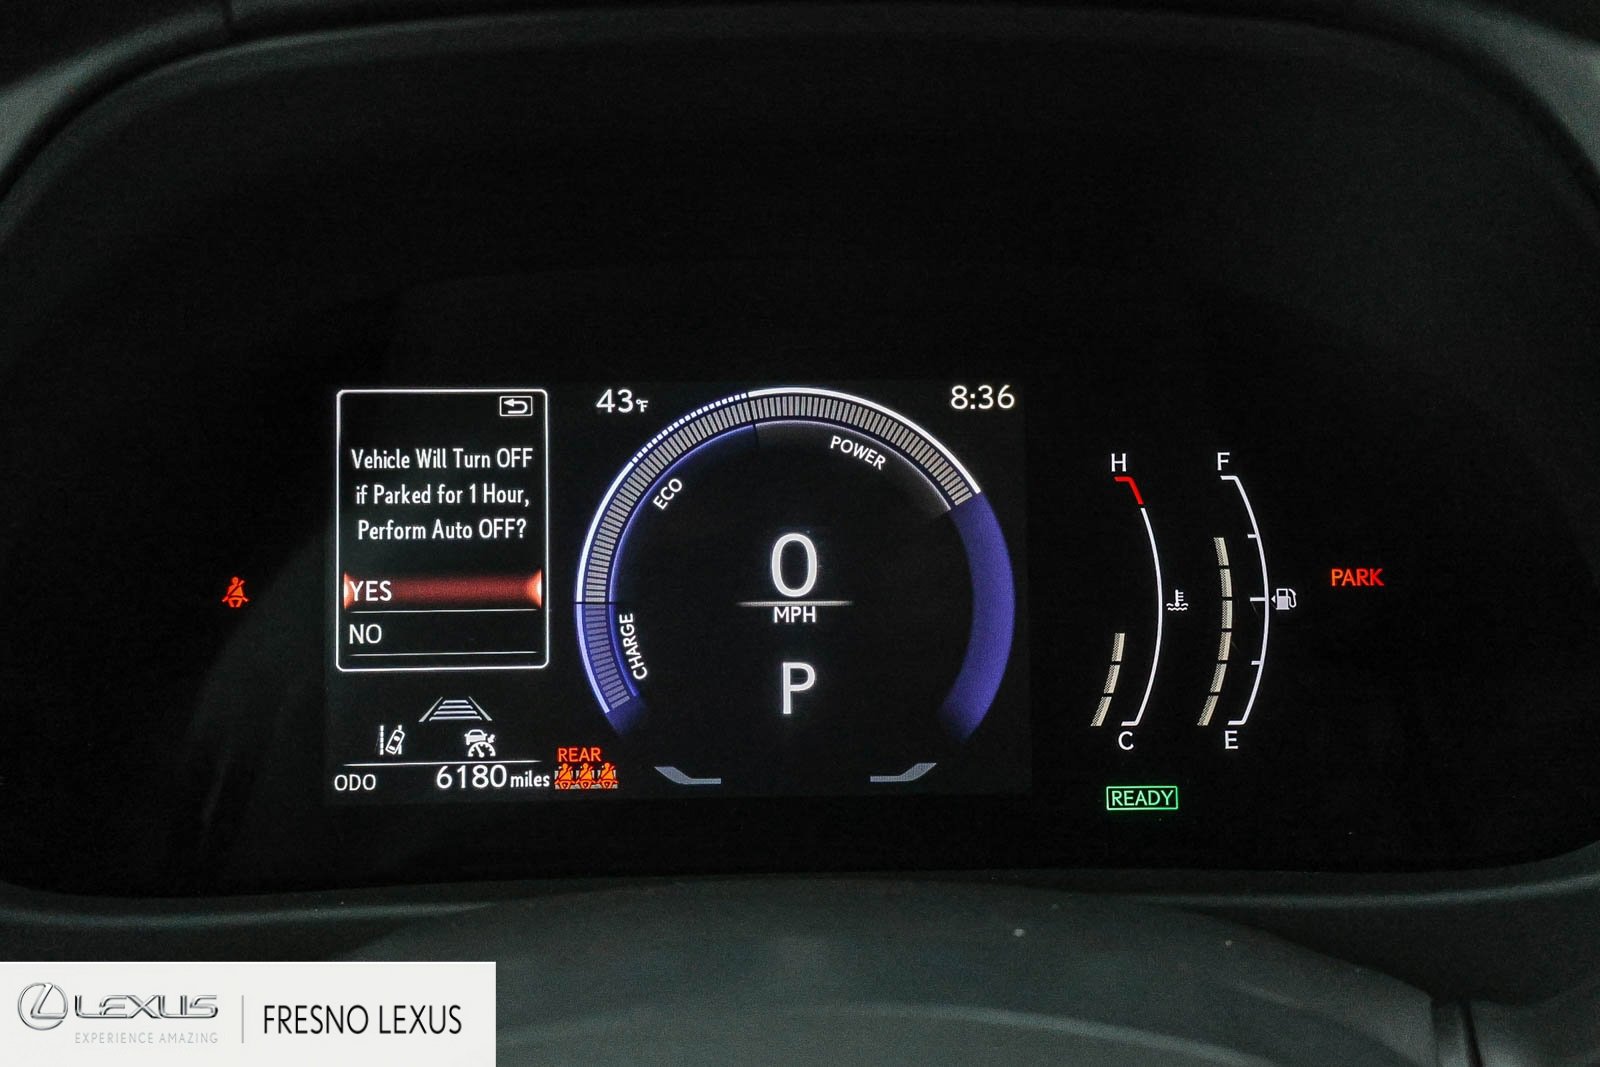 Vehicle Will Turn OFF
if Parked for 1 Hour,
Perform Auto OFF?
YES
NO
ODO 6180 miles
REAR
43°F
8:36
ECO
POWER
CHARGE
0
MPH
P
H
C
F
E
READY
PARK
LEXUS
EXPERIENCE AMAZING
FRESNO LEXUS